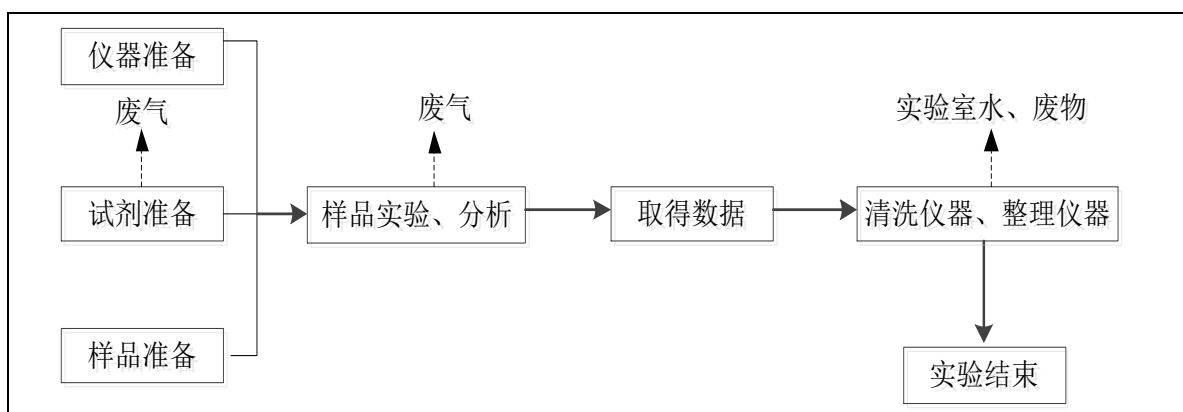 仪器准备
废气
废气
实验室水、废物
试剂准备
样品实验、分析
取得数据
清洗仪器、整理仪器
样品准备
实验结束